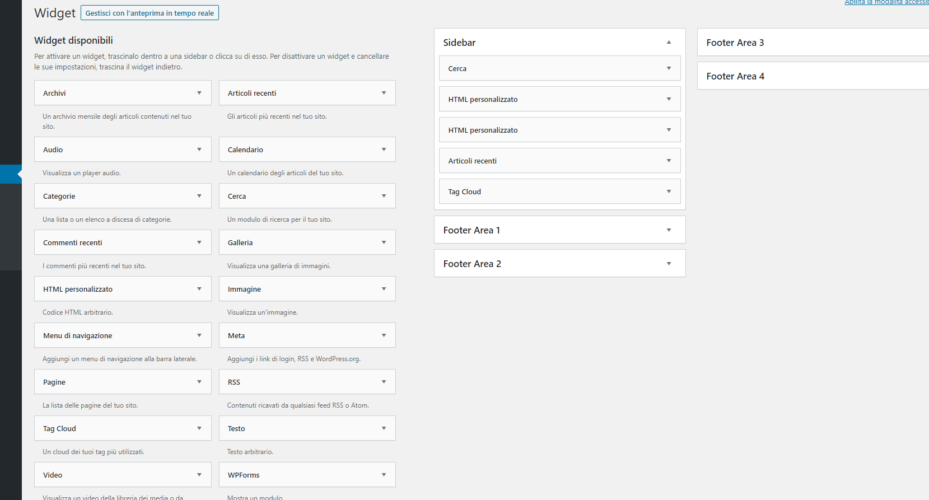 Abilita la modalità accesse
Widget
Gestisci con l'anteprima in tempo reale
Widget disponibili
Per attivare un widget, trascinalo dentro a una sidebar o clicca su di esso. Per disattivare un widget e cancellare
le sue impostazioni, trascina il widget indietro.
Archivi
Un archivio mensile degli articoli contenuti nel tuo
sito.
Articoli recenti
Gli articoli più recenti nel tuo sito.
Audio
Visualizza un player audio.
Calendario
Un calendario degli articoli del tuo sito.
Categorie
Una lista o un elenco a discesa di categorie.
Cerca
Un modulo di ricerca per il tuo sito.
Commenti recenti
I commenti più recenti nel tuo sito.
Galleria
Visualizza una galleria di immagini.
HTML personalizzato
Codice HTML arbitrario.
Immagine
Visualizza un'immagine.
Menu di navigazione
Aggiungi un menu di navigazione alla barra laterale.
Meta
Aggiungi i link di login, RSS e WordPress.org.
Pagine
La lista delle pagine del tuo sito.
RSS
Contenuti ricavati da qualsiasi feed RSS o Atom.
Tag Cloud
Un cloud dei tuoi tag più utilizzati.
Testo
Testo arbitrario.
Video
Visualizza un video della libreria dei media o da
WPForms
Mostra un modulo.
Sidebar
Cerca
HTML personalizzato
HTML personalizzato
Articoli recenti
Tag Cloud
Footer Area 1
Footer Area 2
Footer Area 3
Footer Area 4